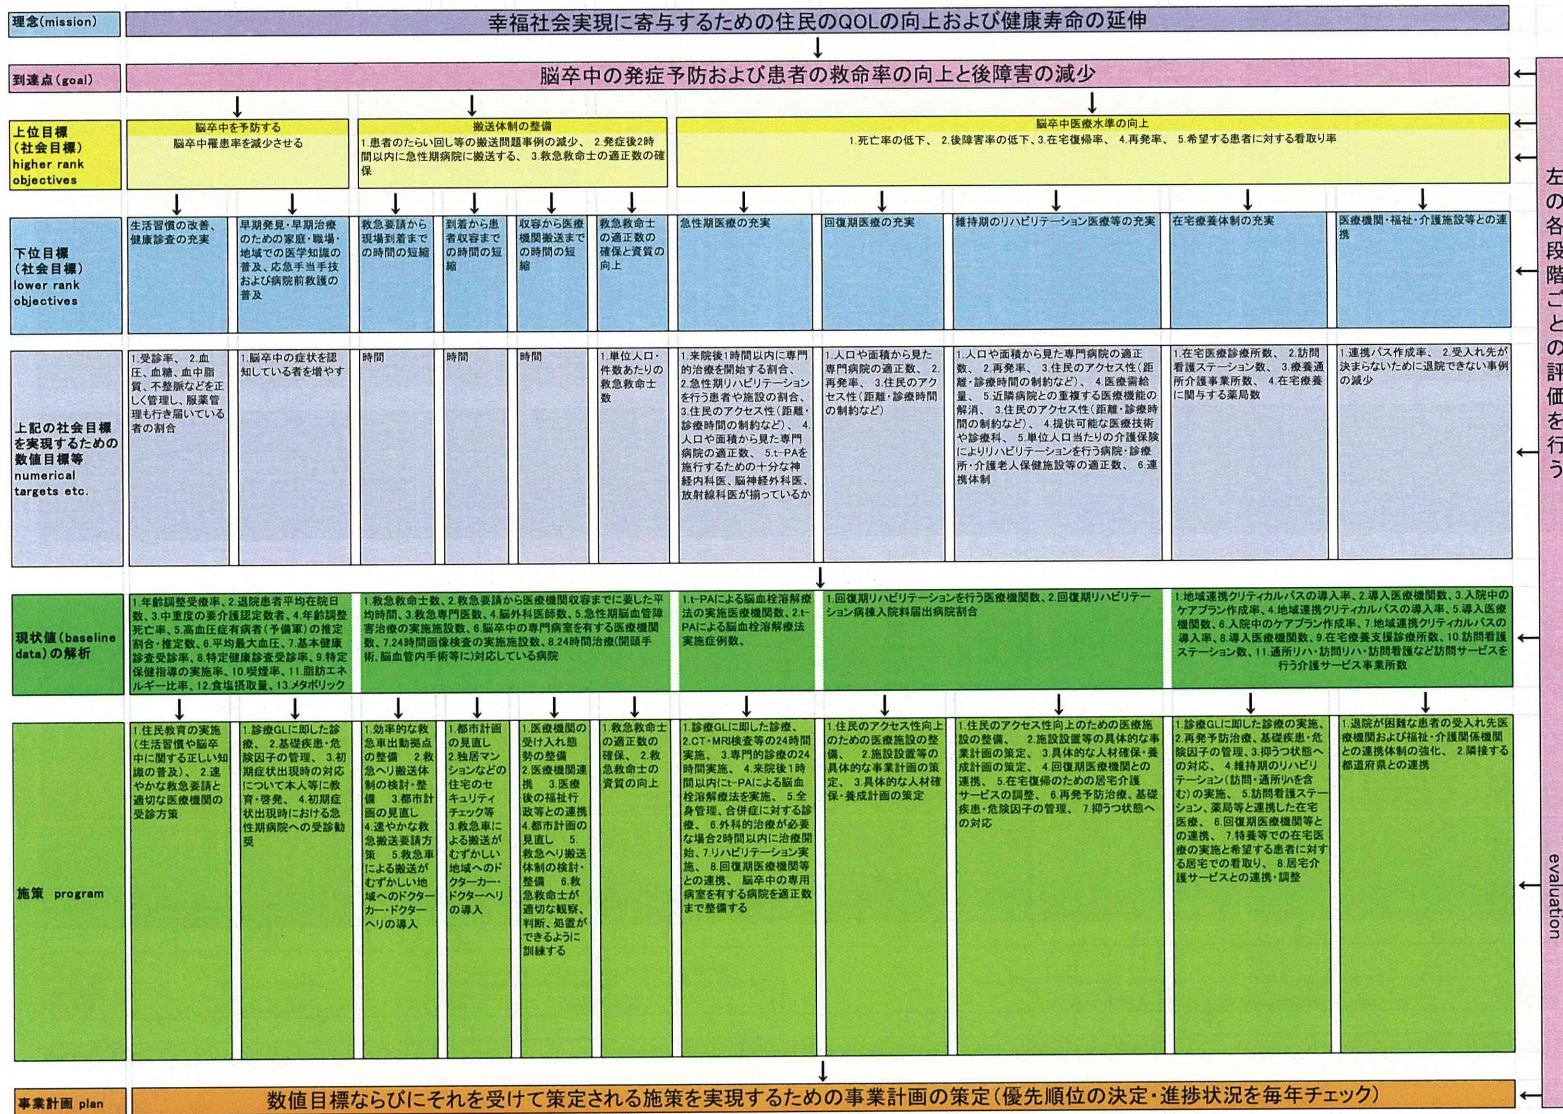 理念(mission)
幸福社会実現に寄与するための住民のQOLの向上および健康寿命の延伸
到達点(goal)
脳卒中の発症予防および患者の救命率の向上と後障害の減少
上位目標
(社会目標)
higher rank
objectives
脳卒中を予防する
脳卒中罹患率を減少させる
搬送体制の整備
1.患者のたらい回し等の搬送問題事例の減少、 2.発症後2時
間以内に急性期病院に搬送する、 3.救急救命士の適正数の確
保
脳卒中医療水準の向上
1.死亡率の低下、 2.後障害率の低下、3.在宅復帰率、 4.再発率、 5.希望する患者に対する看取り率
下位目標
(社会目標)
lower rank
objectives
生活習慣の改善、
健康診査の充実
早期発見・早期治療
のための家庭・職場・
地域での医学知識の
普及、応急手当手技
および病院前救護の
普及
救急要請から
現場到着まで
の時間の短縮
到着から患
者収容まで
の時間の短
縮
収容から医療
機関搬送まで
の時間の短
縮
救急救命士
の適正数の
確保と資質の
向上
急性期医療の充実
回復期医療の充実
維持期のリハビリテーション医療等の充実
在宅療養体制の充実
医療機関・福祉・介護施設等との連
携
上記の社会目標
を実現するための
数値目標等
numerical
targets etc.
1.受診率、 2.血
圧、血糖、血中脂
質、不整脈などを正
しく管理し、服薬管
理も行き届いている
者の割合
1.脳卒中の症状を認
知している者を増やす
時間
時間
時間
1.単位人口・
件数あたりの
救急救命士
数
1.来院後1時間以内に専門
的治療を開始する割合、
2.急性期リハビリテーション
を行う患者や施設の割合、
3.住民のアクセス性(距離・
診療時間の制約など)、 4.
人口や面積から見た専門
病院の適正数、 5.t-PAを
施行するための十分な神
経内科医、脳神経外科医、
放射線科医が揃っているか
1.人口や面積から見た
専門病院の適正数、 2.
再発率、 3.住民のアク
セス性(距離・診療時間
の制約など)
1.人口や面積から見た専門病院の適正
数、 2.再発率、 3.住民のアクセス性(距
離・診療時間の制約など)、 4.医療需給
量、 5.近隣病院との重複する医療機能の
解消、 3.住民のアクセス性(距離・診療時
間の制約など)、 4.提供可能な医療技術
や診療科、 5.単位人口当たりの介護保険
によりリハビリテーションを行う病院・診療
所・介護老人保健施設等の適正数、 6.連
携体制
1.在宅医療診療所数、 2.訪問
看護ステーション数、 3.療養通
所介護事業所数、 4.在宅療養
に関与する薬局数
1.連携パス作成率、 2.受入れ先が
決まらないために退院できない事例
の減少
現状値(baseline
data)の解析
1.年齢調整受療率、2.退院患者平均在院日
数、3.中重度の要介護認定数者、4.年齢調整
死亡率、5.高血圧症有病者(予備軍)の推定
割合・推定数、6.平均最大血圧、7.基本健康
診査受診率、8.特定健康診査受診率、9.特定
保健指導の実施率、10.喫煙率、11.脂肪エネ
ルギー比率、12.食塩摂取量、13.メタボリック
1.救急救命士数、2.救急要請から医療機関収容までに要した平
均時間、3.救急専門医数、4.脳外科医師数、5.急性期脳血管障
害治療の実施施設数、6.脳卒中の専門病室を有する医療機関
数、7.24時間画像検査の実施施設数、8.24時間治療(開頭手
術、脳血管内手術等に)対応している病院
1.t-PAによる脳血栓溶解療
法の実施医療機関数、2.t-
PAによる脳血栓溶解療法
実施症例数、
1.回復期リハビリテーションを行う医療機関数、2.回復期リハビリテー
ション病棟入院料届出病院割合
1.地域連携クリティカルパスの導入率、2.導入医療機関数、3.入院中の
ケアプラン作成率、4.地域連携クリティカルパスの導入率、5.導入医療
機関数、6.入院中のケアプラン作成率、7.地域連携クリティカルパスの
導入率、8.導入医療機関数、9.在宅療養支援診療所数、10.訪問看護
ステーション数、11.通所リハ・訪問リハ・訪問看護など訪問サービスを
行う介護サービス事業所数
施策 program
1.住民教育の実施
(生活習慣や脳卒
中に関する正しい知
識の普及)、 2.速
やかな救急要請と
適切な医療機関の
受診方策
1.診療GLに即した診
療、 2.基礎疾患・危
険因子の管理、 3.初
期症状出現時の対応
について本人等に教
育・啓発、 4.初期症
状出現時における急
性期病院への受診勧
奨
1.効率的な救
急車出動拠点
の整備 2.救
急ヘリ搬送体
制の検討・整
備 3.都市計
画の見直し
4.速やかな救
急搬送要請方
策 5.救急車
による搬送が
むずかしい地
域へのドクター
カー・ドクター
ヘリの導入
1.都市計画
の見直し
2.独居マン
ションなどの
住宅のセキュ
リティ
チェック等
3.救急車によ
る搬送が
むずかしい
地域へのド
クターカー・
ドクターヘリ
の導入
1.医療機関の
受け入れ態
勢の整備
2.医療機関連
携 3.医療
後の福祉行
政等との連携
4.都市計画の
見直し 5.
救急ヘリ搬送
体制の検討・
整備 6.救
急救命士が
適切な観察、
判断、処置が
できるように
訓練する
1.救急救命士
の適正数の
確保、 2.救
急救命士の
資質の向上
1.診療GLに即した診療、
2.CT・MRI検査等の24時間
実施、 3.専門的診療の24
時間実施、 4.来院後1時
間以内にt-PAによる脳血
栓溶解療法を実施、 5.全
身管理、合併症に対する診
療、 6.外科的治療が必要
な場合2時間以内に治療開
始、7.リハビリテーション実
施、 8.回復期医療機関等
との連携、 脳卒中の専用
病室を有する病院を適正数
まで整備する
1.住民のアクセス性向上
のための医療施設の整
備、 2.施設設置等の
具体的な事業計画の策
定、 3.具体的な人材確
保・養成計画の策定
1.住民のアクセス性向上のための医療施
設の整備、 2.施設設置等の具体的な事
業計画の策定、 3.具体的な人材確保・養
成計画の策定、 4.回復期医療機関との連
携、 5.在宅復帰のための居宅介護
サービスの調整、 6.再発予防治療、基礎
疾患・危険因子の管理、 7.抑うつ状態へ
の対応
1.診療GLに即した診療の実施、
2.再発予防治療、基礎疾患・危
険因子の管理、3.抑うつ状態へ
の対応、 4.維持期のリハビリ
テーション(訪問・通所リハを含
む)の実施、 5.訪問看護ステー
ション、薬局等と連携した在宅
医療、 6.回復期医療機関等と
の連携、 7.特養等での在宅医
療の実施と希望する患者に対す
る居宅での看取り、 8.居宅介
護サービスとの連携・調整
1.退院が困難な患者の受入れ先医
療機関および福祉・介護関係機関
との連携体制の強化、 2.隣接する
都道府県との連携
事業計画 plan
数値目標ならびにそれを受けて策定される施策を実現するための事業計画の策定(優先順位の決定・進捗状況を毎年チェック)
左の各段階ごとの評価を行う
evaluation